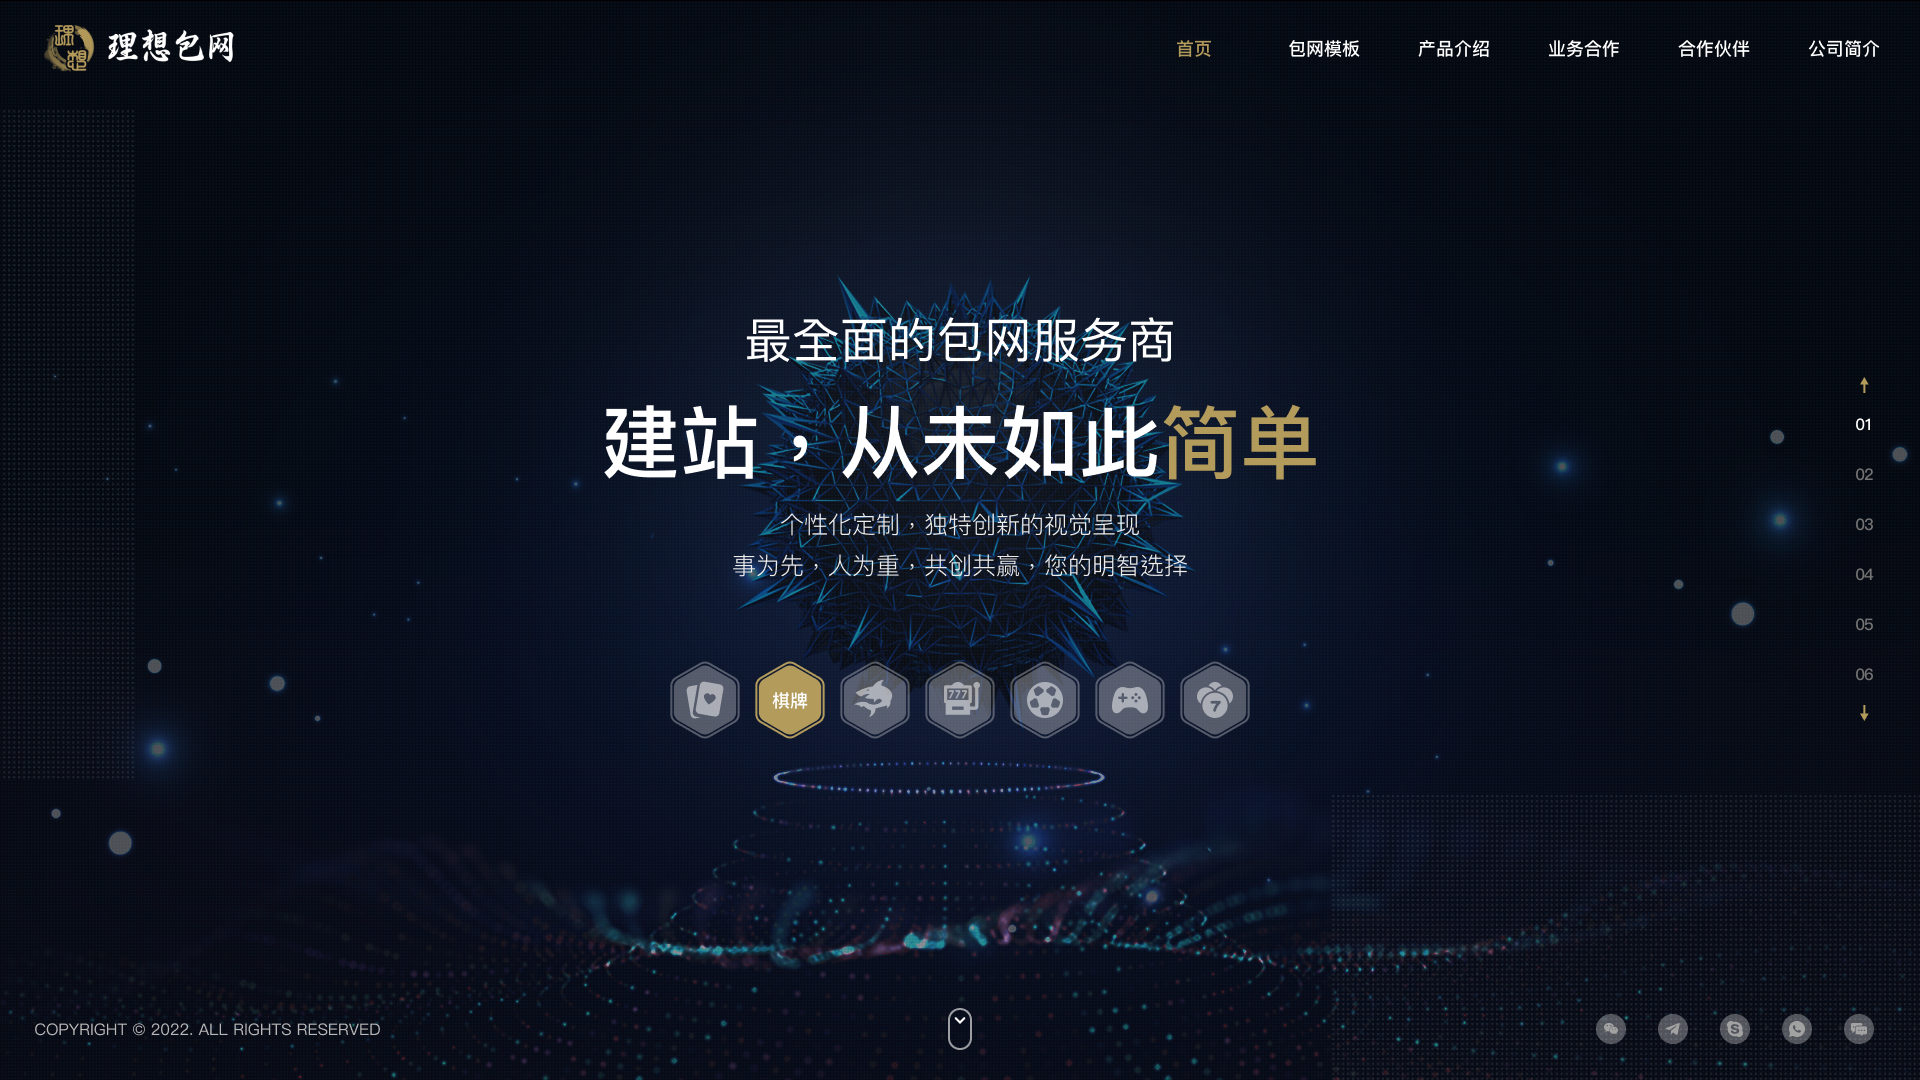 理想
理想包网
首页
包网模板
产品介绍
业务合作
合作伙伴
公司简介
最全面的包网服务商
建站，从未如此简单
个性化定制，独特创新的视觉呈现
事为先，人为重，共创共赢，您的明智选择
棋牌
777
7
01
02
03
04
05
06
COPYRIGHT © 2022. ALL RIGHTS RESERVED